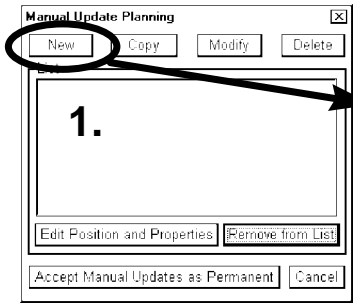 Manual Update Planning
New Copy Modify Delete
List
1.
Edit Position and Properties Remove from List
Accept Manual Updates as Permanent Cancel